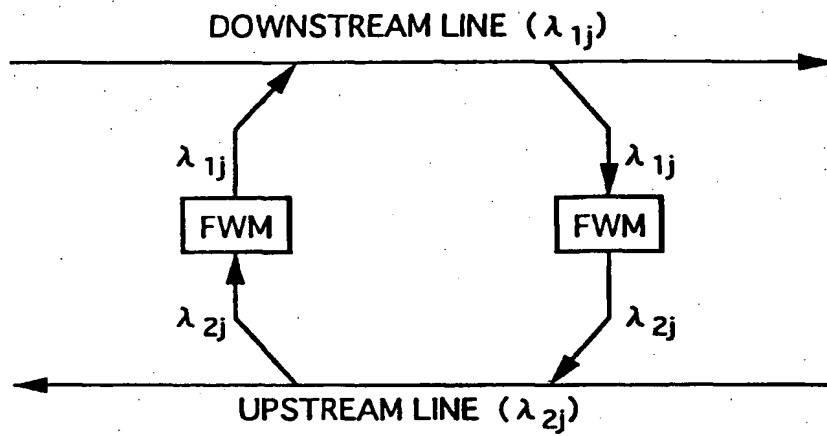 DOWNSTREAM LINE (λ1j)
λ1j λ1j
FWM FWM
λ2j λ2j
UPSTREAM LINE (λ2j)